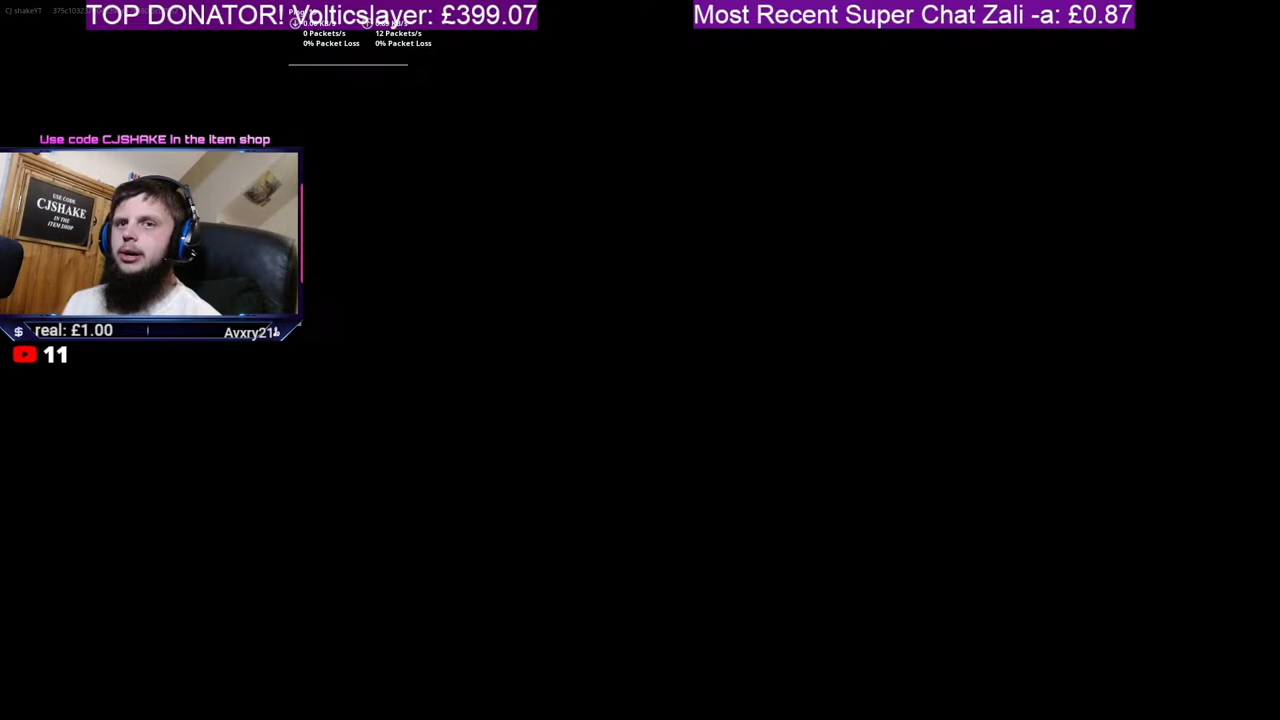 CJ shakeYT
TOP DONATOR! Volticslayer: £399.07
Most Recent Super Chat Zali -a: £0.87
0 Packets/s 12 Packets/s
0% Packet Loss 0% Packet Loss
Use code CJSHAKE in the item shop
USE CODE
CJSHAKE
IN THE
ITEM SHOP
$ real: £1.00
Avxry21
11